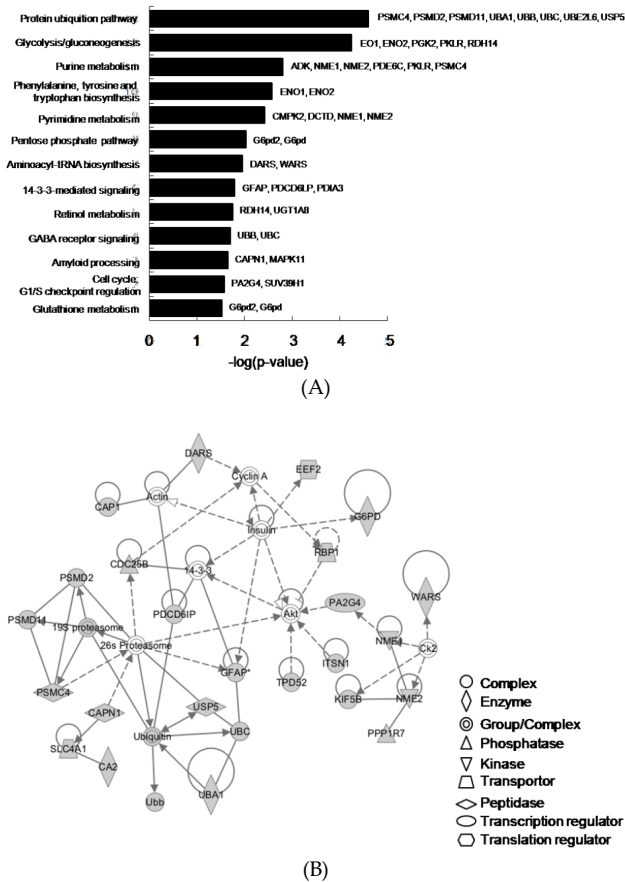 Protein ubiquition pathway
PSMC4, PSMD2, PSMD11, UBA1, UBB, UBC, UBE2L6, USP5
Glycolysis/gluconeogenesis
EO1, ENO2, PGK2, PKLR, RDH14
Purine metabolism
ADK, NME1, NME2, PDE6C, PKLR, PSMC4
Phenylalanine, tyrosine and
tryptophan biosynthesis
ENO1, ENO2
Pyrimidine metabolism
CMPK2, DCTD, NME1, NME2
Pentose phosphate pathway
G6pd2, G6pd
Aminoacyl-tRNA biosynthesis
DARS, WARS
14-3-3-mediated signaling
GFAP, PDCD6LP, PDIA3
Retinol metabolism
RDH14, UGT1A8
GABA receptor signaling
UBB, UBC
Amyloid processing
CAPN1, MAPK11
Cell cycle;
G1/S checkpoint regulation
PA2G4, SUV39H1
Glutathione metabolism
G6pd2, G6pd
0 1 2 3 4 5
-log(p-value)
(A)
DARS
Cyclin A
EEF2
Actin
CAP1
G6PD
Insulin
RBP1
CDC25B
14-3-3
PSMD2
WARS
PDCD6IP
Akt
PA2G4
PSMD11
19S proteasome
NME1
26s Proteasome
Ck2
ITSN1
GFAP*
TPD52
PSMC4
KIF5B
NME2
USP5
CAPN1
Ubiquitin
UBC
PPP1R7
SLC4A1
CA2
Ubb
UBA1
Complex
Enzyme
Group/Complex
Phosphatase
Kinase
Transportor
Peptidase
Transcription regulator
Translation regulator
(B)